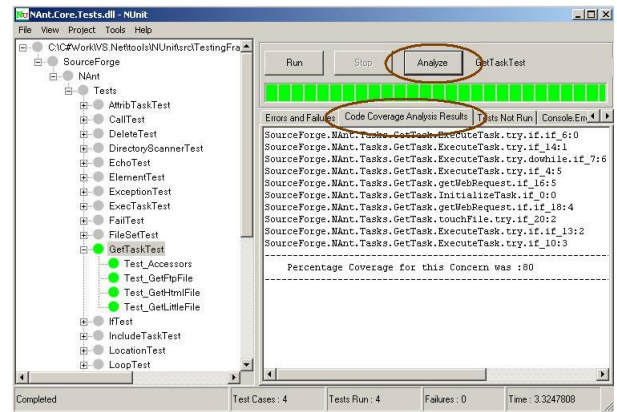 NAnt.Core.Tests.dll - NUnit
File View Project Tools Help
C:\C#Work\VS.Nettools\NUnit\src\TestingFra
SourceForge
NAnt
Tests
AttribTaskTest
CallTest
DeleteTest
DirectoryScannerTest
EchoTest
ElementTest
ExceptionTest
ExecTaskTest
FailTest
FileSetTest
GetTaskTest
Test_Accessors
Test_GetFtpFile
Test_GetHtmlFile
Test_GetLittleFile
IfTest
IncludeTaskTest
LocationTest
LoopTest
Run Stop Analyze GetTaskTest
Errors and Failures Code Coverage Analysis Results Tests Not Run Console.Err
SourceForge.NAnt.Tasks.GetTask.ExecuteTask.try.if.if_6:0
SourceForge.NAnt.Tasks.GetTask.ExecuteTask.try.if_14:1
SourceForge.NAnt.Tasks.GetTask.ExecuteTask.try.dowhile.if_7:6
SourceForge.NAnt.Tasks.GetTask.ExecuteTask.try.if_4:5
SourceForge.NAnt.Tasks.GetTask.getWebRequest.if_16:5
SourceForge.NAnt.Tasks.GetTask.InitializeTask.if_0:0
SourceForge.NAnt.Tasks.GetTask.getWebRequest.if.if_18:4
SourceForge.NAnt.Tasks.GetTask.touchFile.try.if_20:2
SourceForge.NAnt.Tasks.GetTask.ExecuteTask.try.if.if_13:2
SourceForge.NAnt.Tasks.GetTask.ExecuteTask.try.if_10:3
Percentage Coverage for this Concern was :80
Completed Test Cases : 4 Tests Run : 4 Failures : 0 Time : 3.3247808